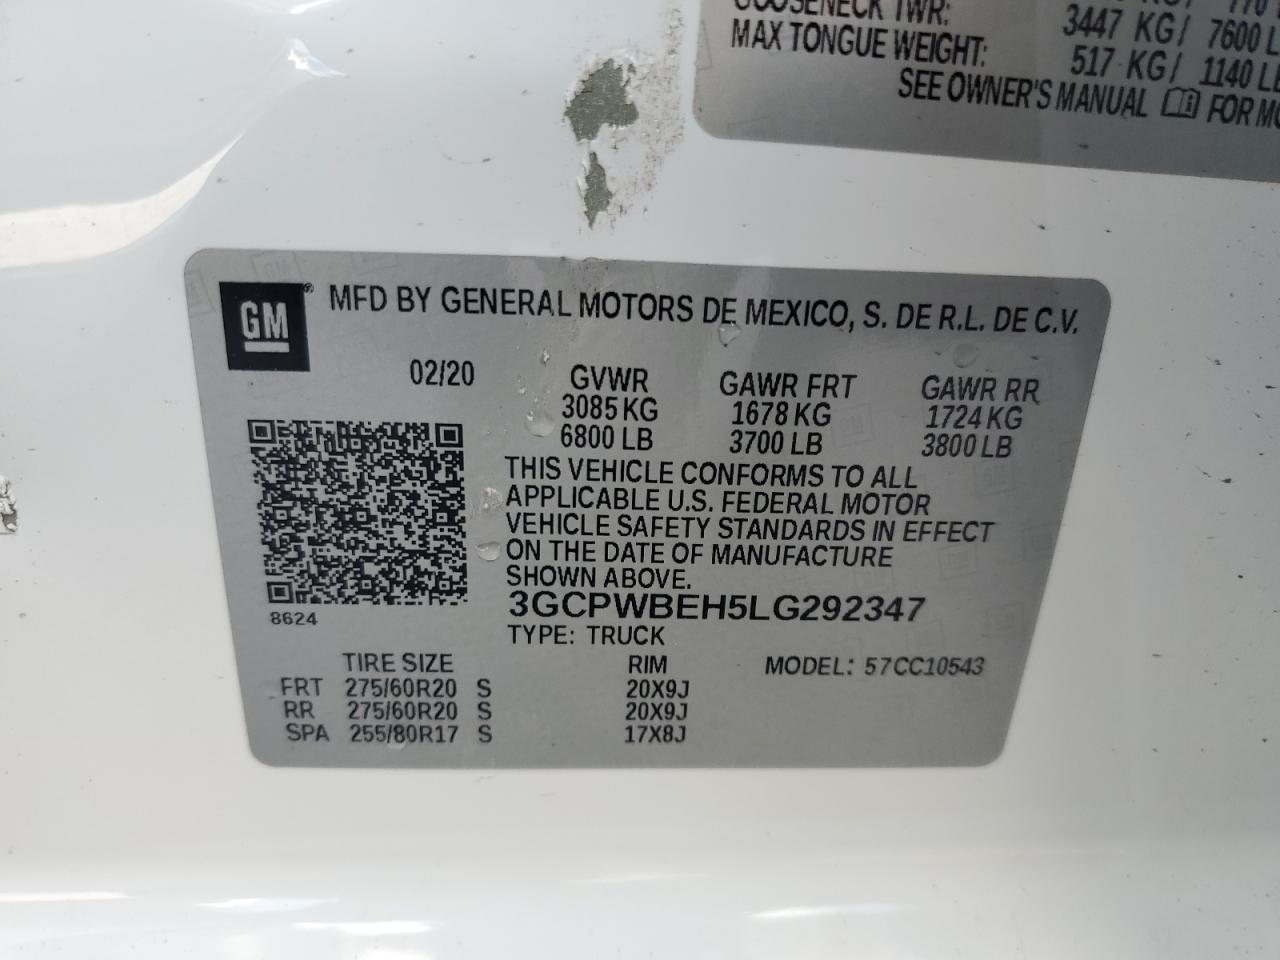 GOOSENECK TWR:
3447 KG/ 7600 L
MAX TONGUE WEIGHT:
517 KG/ 1140 LB
SEE OWNER'S MANUAL FOR MO
GM
MFD BY GENERAL MOTORS DE MEXICO, S. DE R.L. DE C.V.
02/20 GVWR GAWR FRT GAWR RR
3085 KG 1678 KG 1724 KG
6800 LB 3700 LB 3800 LB
THIS VEHICLE CONFORMS TO ALL
APPLICABLE U.S. FEDERAL MOTOR
VEHICLE SAFETY STANDARDS IN EFFECT
ON THE DATE OF MANUFACTURE
SHOWN ABOVE.
3GCPWBEH5LG292347
8624
TYPE: TRUCK
TIRE SIZE RIM MODEL: 57CC10543
FRT 275/60R20 S 20X9J
RR 275/60R20 S 20X9J
SPA 255/80R17 S 17X8J